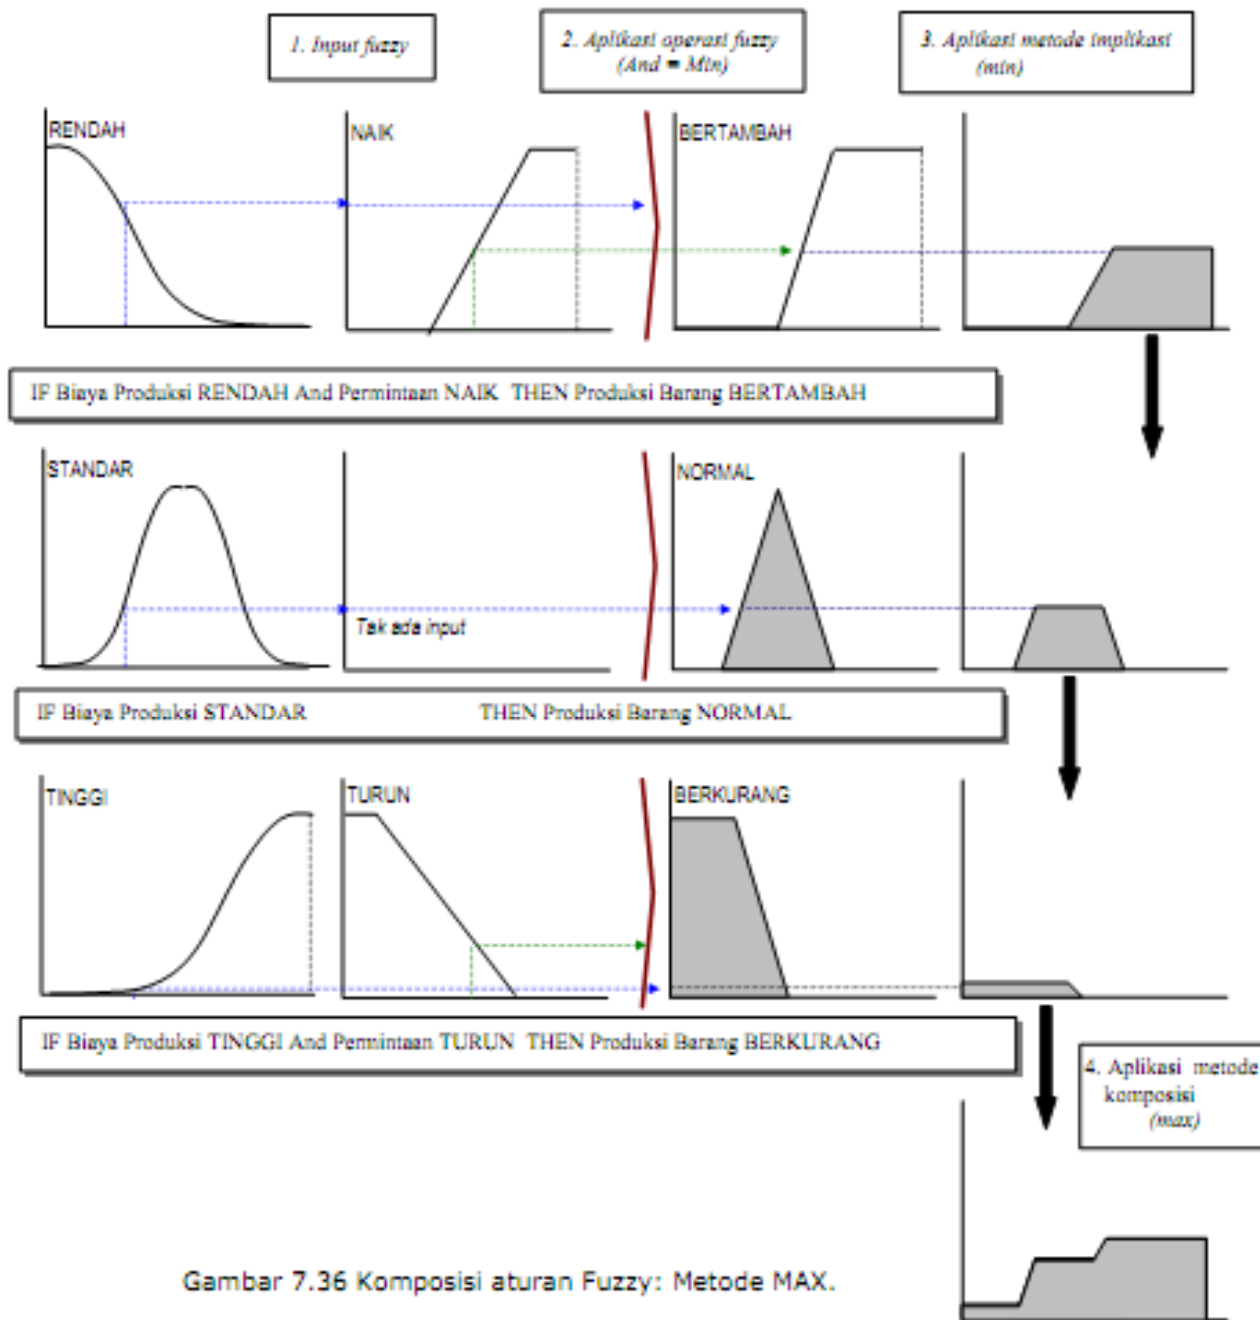 1. Input fuzzy
2. Aplikasi operasi fuzzy
(And = Min)
3. Aplikasi metode implikasi
(min)
RENDAH
NAIK
BERTAMBAH
IF Biaya Produksi RENDAH And Permintaan NAIK THEN Produksi Barang BERTAMBAH
STANDAR
NORMAL
Tak ada input
IF Biaya Produksi STANDAR THEN Produksi Barang NORMAL
TINGGI
TURUN
BERKURANG
IF Biaya Produksi TINGGI And Permintaan TURUN THEN Produksi Barang BERKURANG
4. Aplikasi metode
komposisi
(max)
Gambar 7.36 Komposisi aturan Fuzzy: Metode MAX.